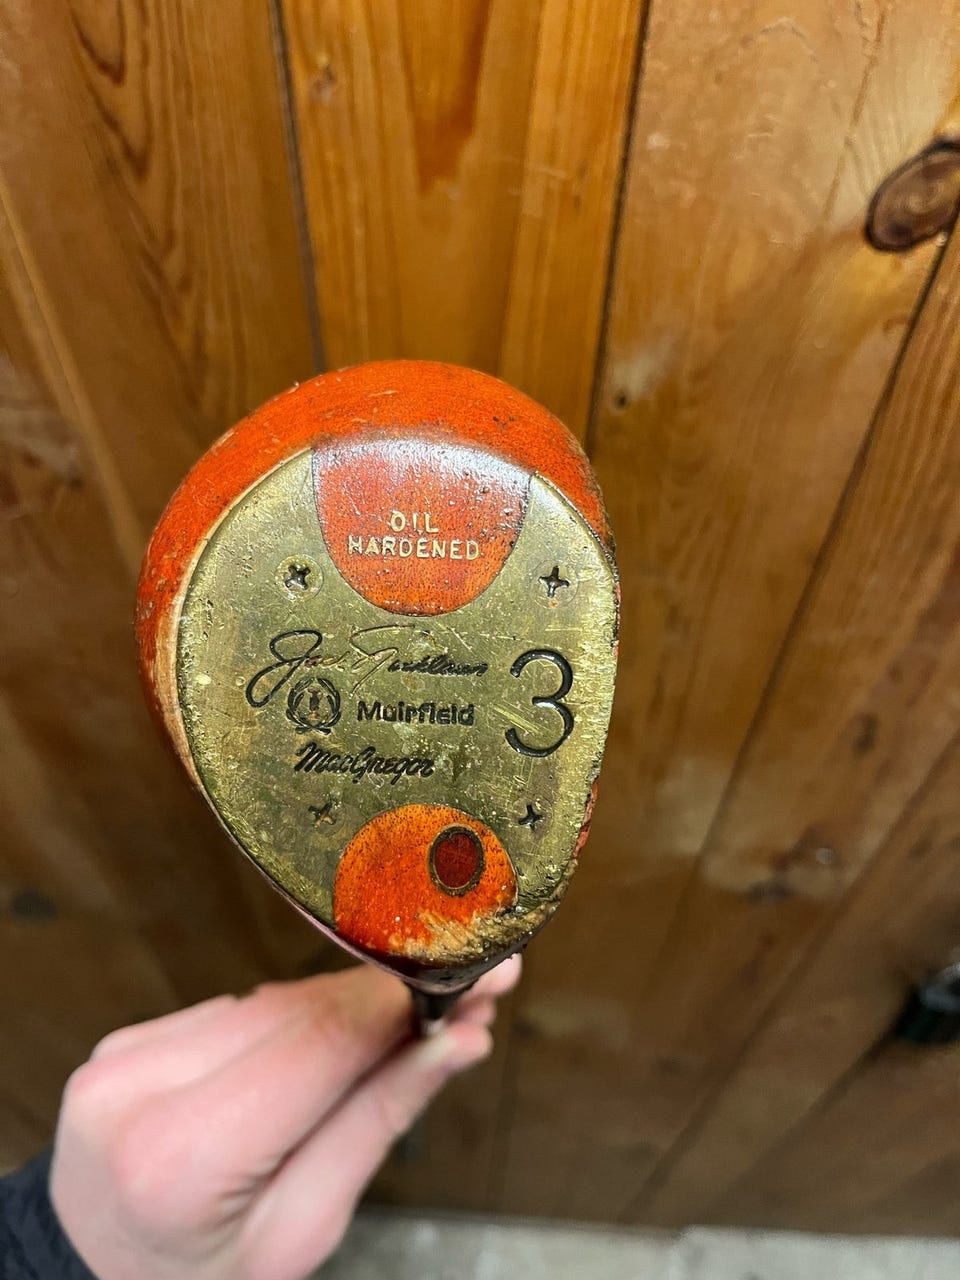 OIL
HARDENED
Jack Nicklaus
3
Muirfield
MacGregor